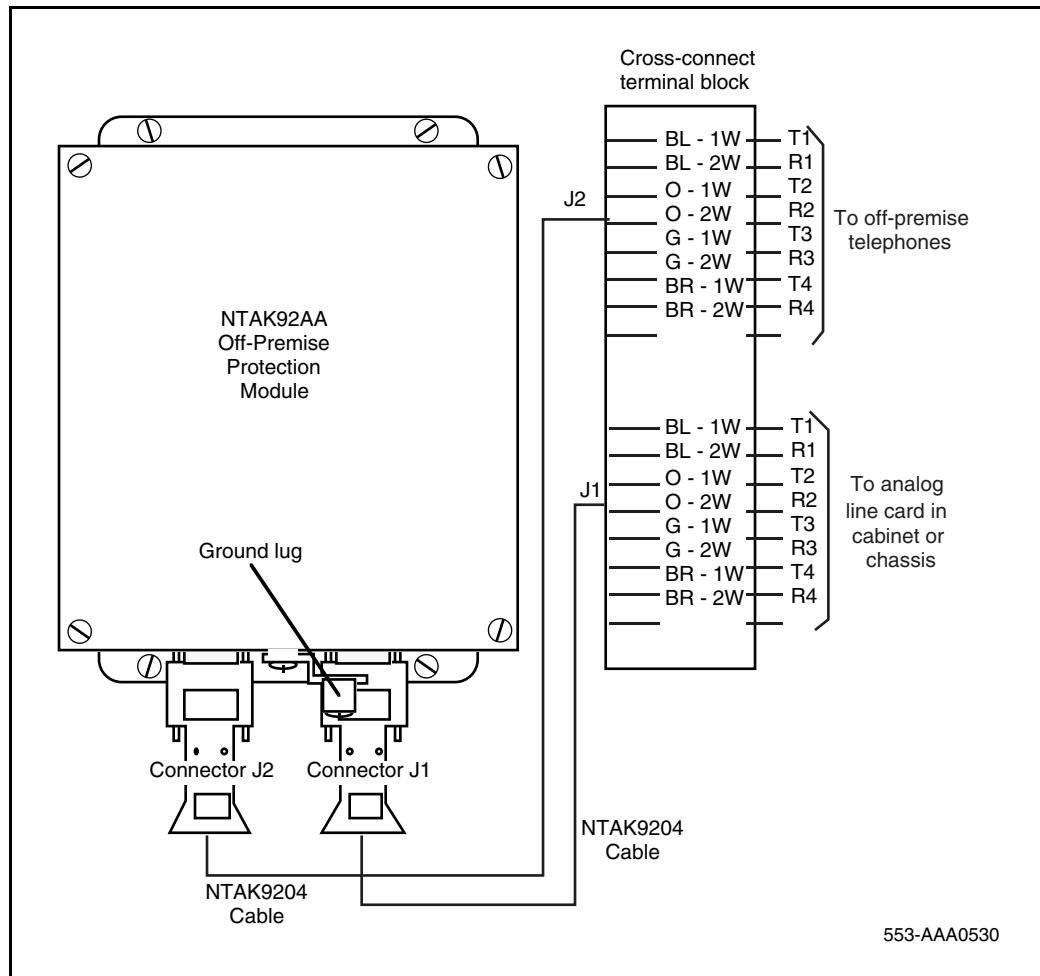 Cross-connect
terminal block
BL - 1W T1
BL - 2W R1
O - 1W T2
J2
O - 2W R2
G - 1W T3
G - 2W R3
BR - 1W T4
BR - 2W R4
To off-premise
telephones
NTAK92AA
Off-Premise
Protection
Module
BL - 1W T1
BL - 2W R1
O - 1W T2
J1
O - 2W R2
G - 1W T3
G - 2W R3
BR - 1W T4
BR - 2W R4
To analog
line card in
cabinet or
chassis
Ground lug
Connector J2
Connector J1
NTAK9204
Cable
NTAK9204
Cable
553-AAA0530